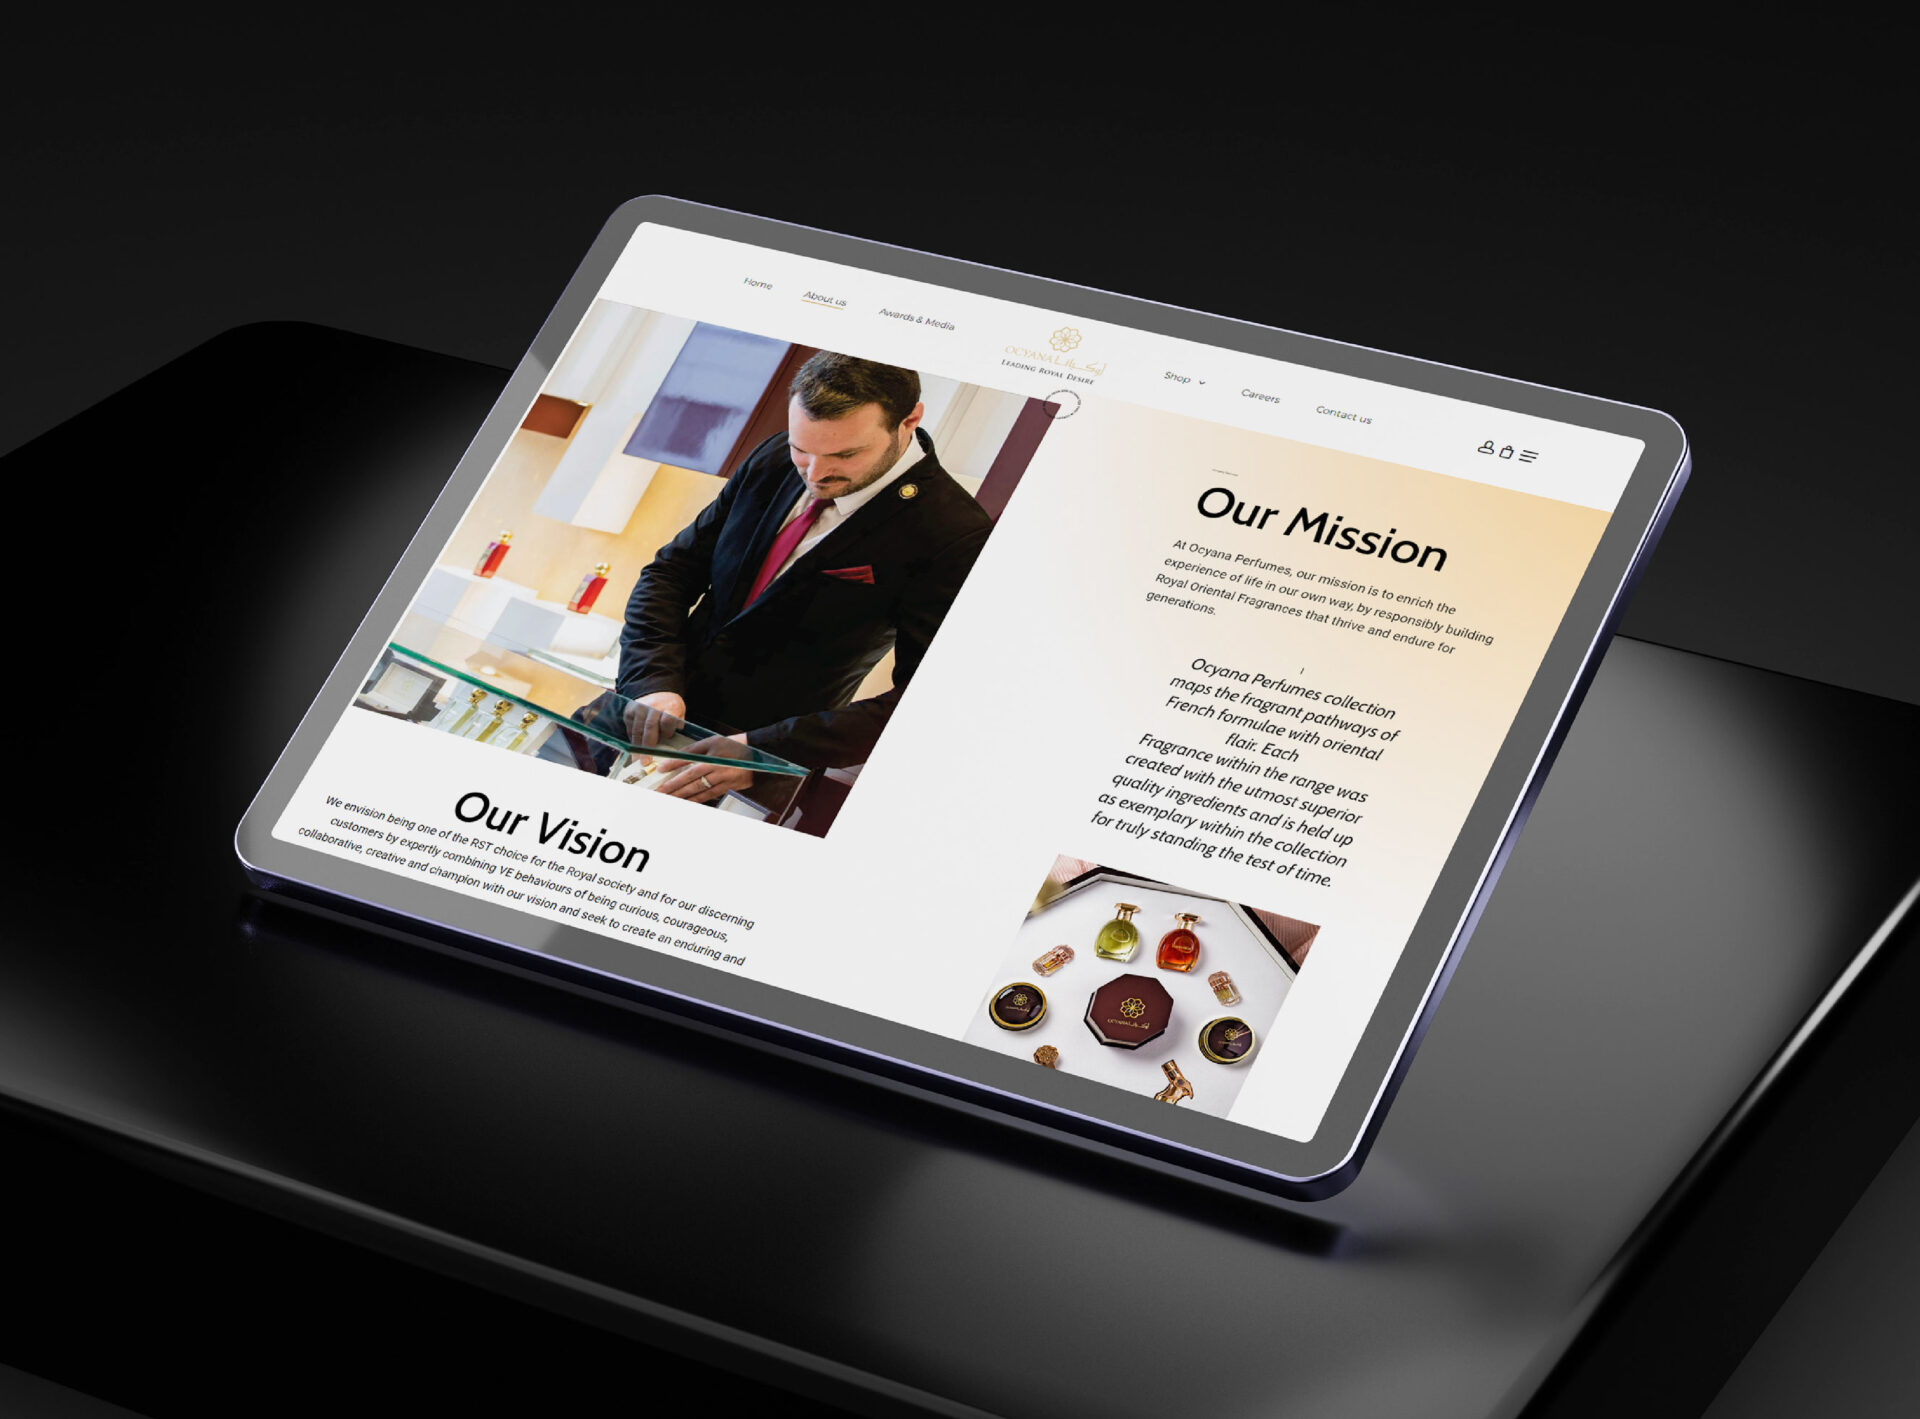 Home
About us
Awards & Media
OCYANA أوكيانا
LEADING ROYAL DESIRE
Shop
Careers
Contact us
Our Mission
At Ocyana Perfumes, our mission is to enrich the
experience of life in our own way, by responsibly building
Royal Oriental Fragrances that thrive and endure for
generations.
Ocyana Perfumes collection
maps the fragrant pathways of
French formulae with oriental
flair. Each
Fragrance within the range was
created with the utmost superior
quality ingredients and is held up
as exemplary within the collection
for truly standing the test of time.
Our Vision
We envision being one of the RST choice for the Royal society and for our discerning
customers by expertly combining VE behaviours of being curious, courageous,
collaborative, creative and champion with our vision and seek to create an enduring and
OCYANA أوكيانا